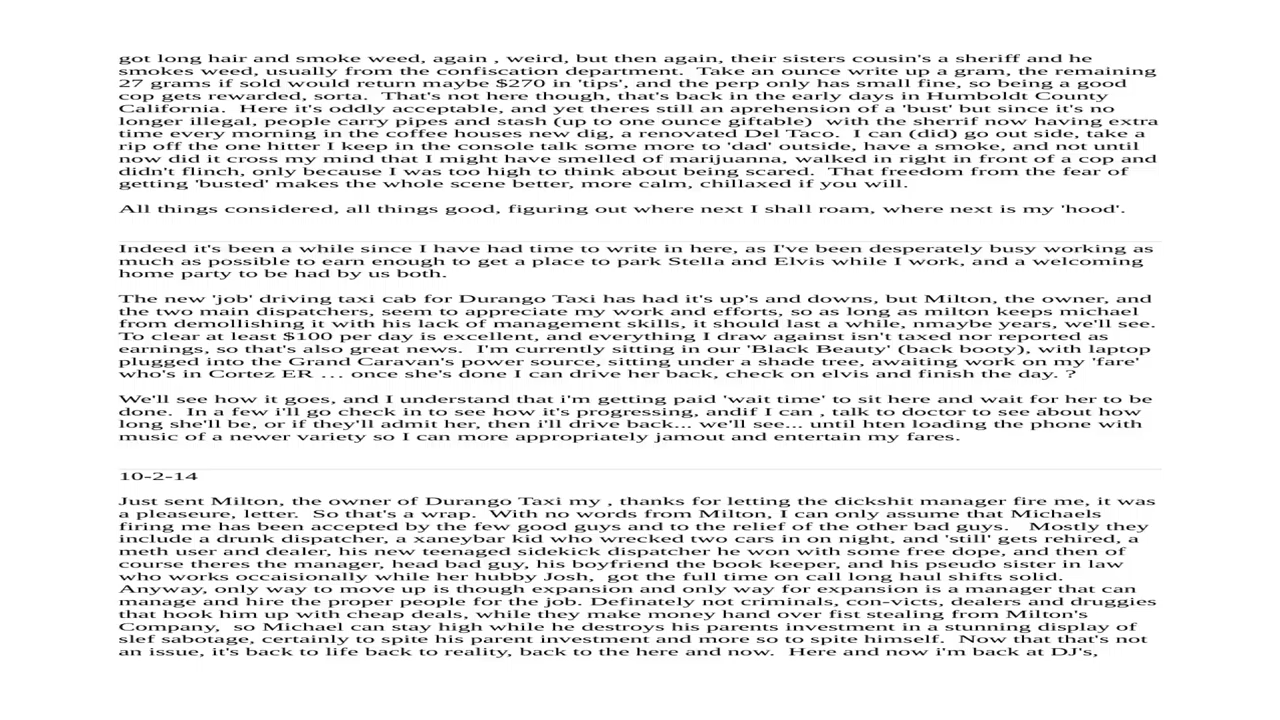 got long hair and smoke weed, again , weird, but then again, their sisters cousin's a sheriff and he
smokes weed, usually from the confiscation department.  Take an ounce write up a gram, the remaining
27 grams if sold would return maybe $270 in 'tips', and the perp only has small fine, so being a good
cop gets rewarded, sorta.  That's not here though, that's back in the early days in Humboldt County
California.  Here it's oddly acceptable, and yet theres still an aprehension of a 'bust' but since it's no
longer illegal, people carry pipes and stash (up to one ounce giftable)  with the sherrif now having extra
time every morning in the coffee houses new dig, a renovated Del Taco.  I can (did) go out side, take a
rip off the one hitter I keep in the console talk some more to 'dad' outside, have a smoke, and not until
now did it cross my mind that I might have smelled of marijuanna, walked in right in front of a cop and
didn't flinch, only because I was too high to think about being scared.  That freedom from the fear of
getting 'busted' makes the whole scene better, more calm, chillaxed if you will.
All things considered, all things good, figuring out where next I shall roam, where next is my 'hood'.
Indeed it's been a while since I have had time to write in here, as I've been desperately busy working as
much as possible to earn enough to get a place to park Stella and Elvis while I work, and a welcoming
home party to be had by us both.
The new 'job' driving taxi cab for Durango Taxi has had it's up's and downs, but Milton, the owner, and
the two main dispatchers, seem to appreciate my work and efforts, so as long as milton keeps michael
from demollishing it with his lack of management skills, it should last a while, nmaybe years, we'll see.
To clear at least $100 per day is excellent, and everything I draw against isn't taxed nor reported as
earnings, so that's also great news.  I'm currently sitting in our 'Black Beauty' (back booty), with laptop
plugged into the Grand Caravan's power source, sitting under a shade tree, awaiting work on my 'fare'
who's in Cortez ER … once she's done I can drive her back, check on elvis and finish the day. ?
We'll see how it goes, and I understand that i'm getting paid 'wait time' to sit here and wait for her to be
done.  In a few i'll go check in to see how it's progressing, andif I can , talk to doctor to see about how
long she'll be, or if they'll admit her, then i'll drive back... we'll see... until hten loading the phone with
music of a newer variety so I can more appropriately jamout and entertain my fares.
10-2-14
Just sent Milton, the owner of Durango Taxi my , thanks for letting the dickshit manager fire me, it was
a pleaseure, letter.  So that's a wrap.  With no words from Milton, I can only assume that Michaels
firing me has been accepted by the few good guys and to the relief of the other bad guys.   Mostly they
include a drunk dispatcher, a xaneybar kid who wrecked two cars in on night, and 'still' gets rehired, a
meth user and dealer, his new teenaged sidekick dispatcher he won with some free dope, and then of
course theres the manager, head bad guy, his boyfriend the book keeper, and his pseudo sister in law
who works occaisionally while her hubby Josh,  got the full time on call long haul shifts solid.
Anyway, only way to move up is though expansion and only way for expansion is a manager that can
manage and hire the proper people for the job. Definately not criminals, con-victs, dealers and druggies
that hook him up with cheap deals, while they make money hand over fist stealing from Milton's
Company,  so Michael can stay high while he destroys his parents investment in a stunning display of
slef sabotage, certainly to spite his parent investment and more so to spite himself.  Now that that's not
an issue, it's back to life back to reality, back to the here and now.  Here and now i'm back at DJ's,